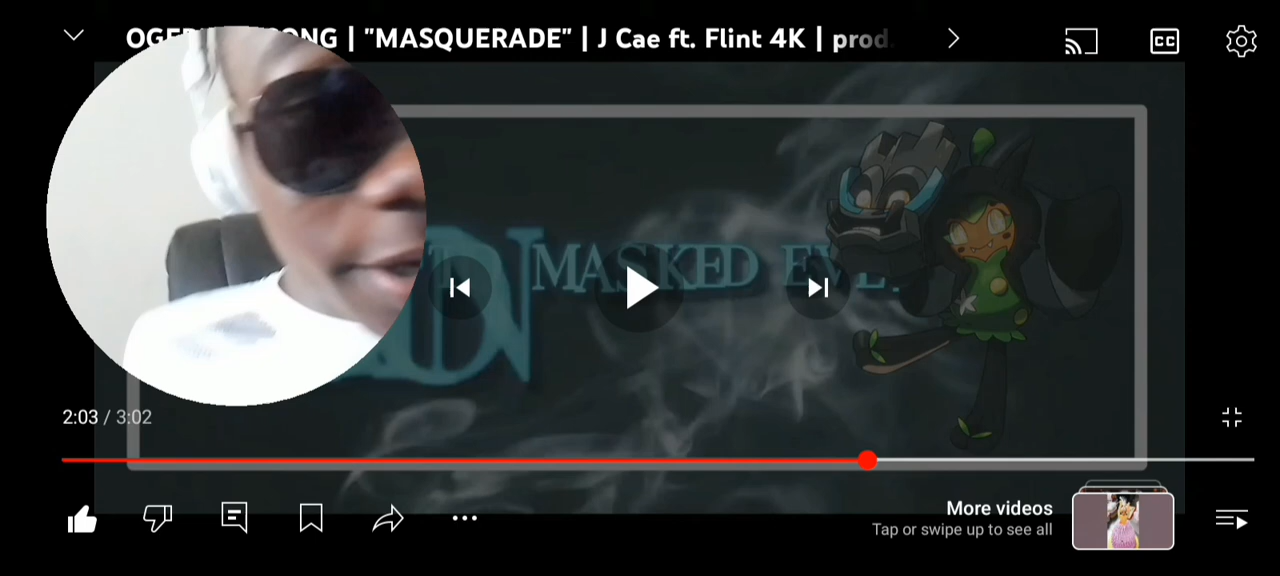 SONG | "MASQUERADE" | J Cae ft. Flint 4K | prod
CC
MASKED
2:03 / 3:02
More videos
Tap or swipe up to see all